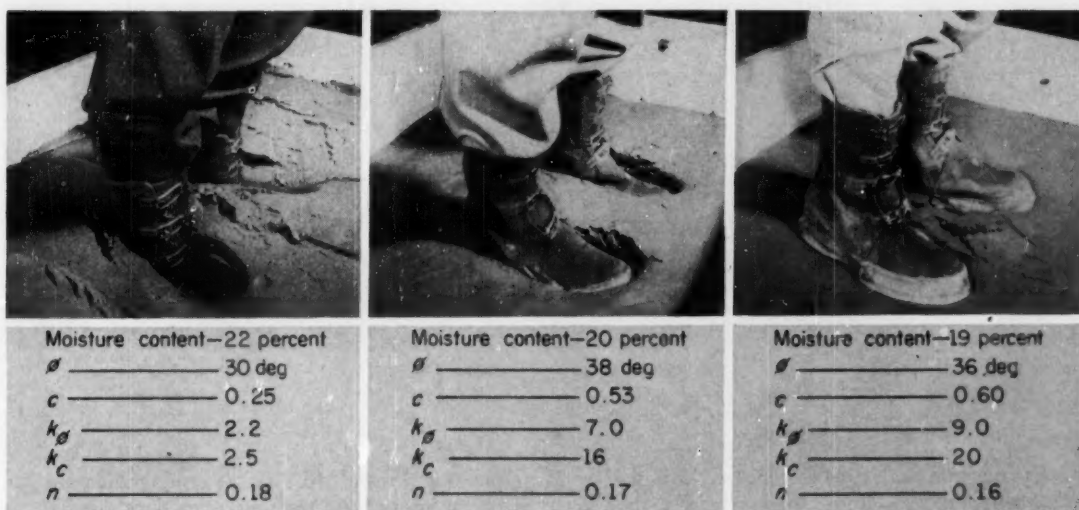 Moisture content—22 percent
ø 30 deg
c 0.25
kø 2.2
kc 2.5
n 0.18
Moisture content—20 percent
ø 38 deg
c 0.53
kø 7.0
kc 16
n 0.17
Moisture content—19 percent
ø 36 deg
c 0.60
kø 9.0
kc 20
n 0.16